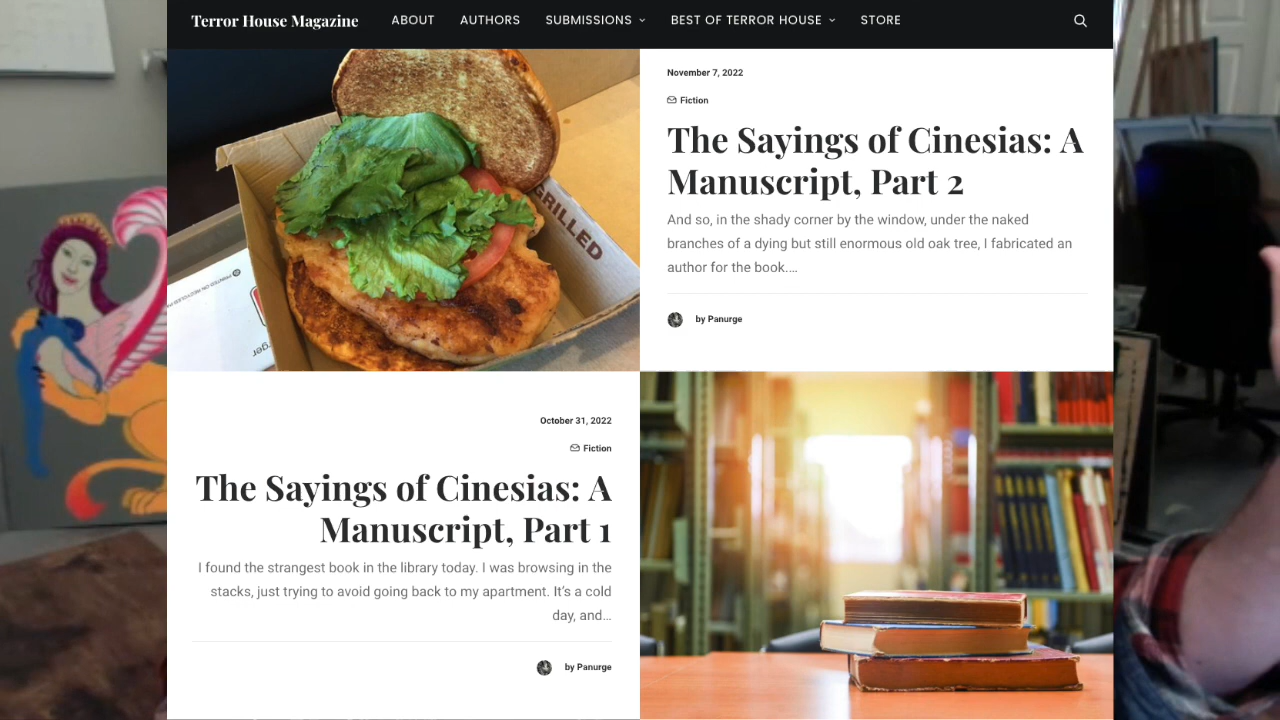 Terror House Magazine ABOUT AUTHORS SUBMISSIONS BEST OF TERROR HOUSE STORE
GRILLED
November 7, 2022
Fiction
The Sayings of Cinesias: A
Manuscript, Part 2
And so, in the shady corner by the window, under the naked
branches of a dying but still enormous old oak tree, I fabricated an
author for the book....
by Panurge
October 31, 2022
Fiction
The Sayings of Cinesias: A
Manuscript, Part 1
I found the strangest book in the library today. I was browsing in the
stacks, just trying to avoid going back to my apartment. It's a cold
day, and...
by Panurge